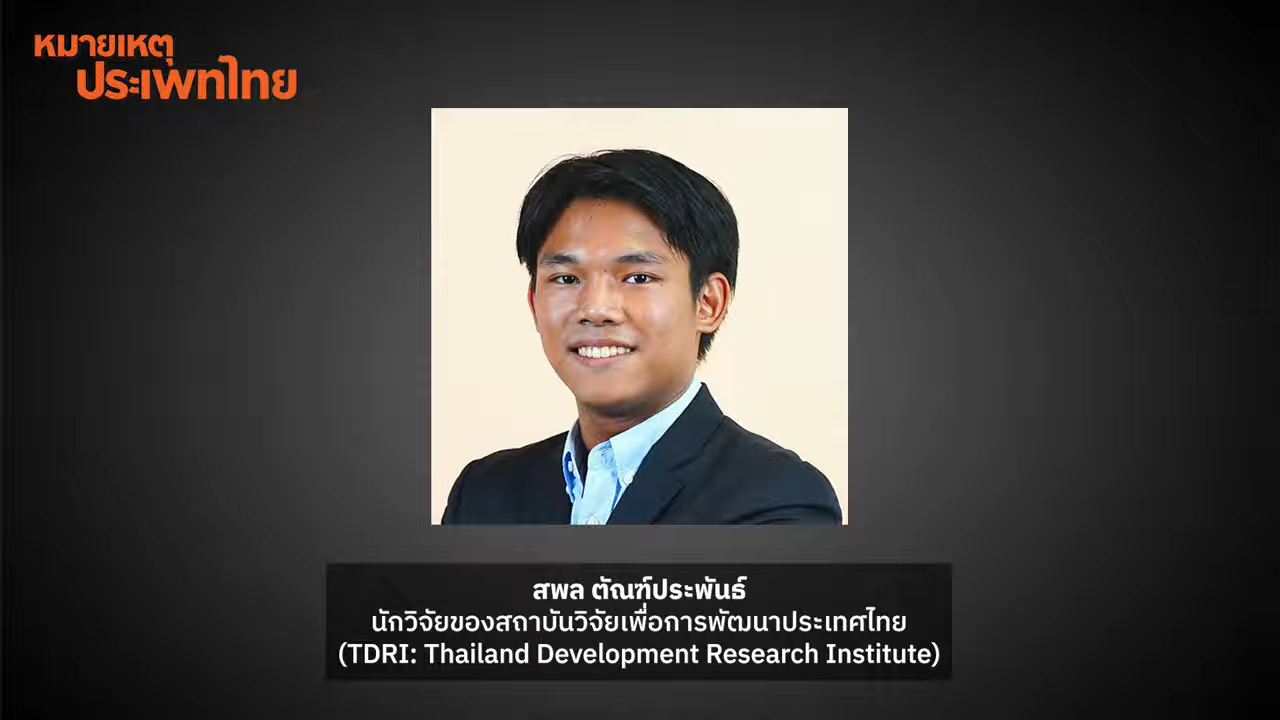 หมายเหตุ
ประเพทไทย
สพล ตัณฑ์ประพันธ์
นักวิจัยของสถาบันวิจัยเพื่อการพัฒนาประเทศไทย
(TDRI: Thailand Development Research Institute)